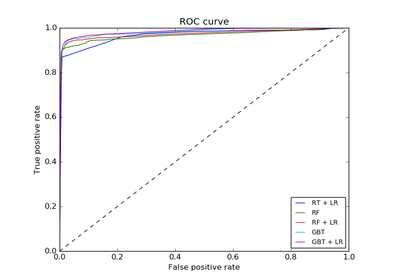 ROC curve
True positive rate
1.0
0.8
0.6
0.4
0.2
0.0
0.0 0.2 0.4 0.6 0.8 1.0
False positive rate
RT + LR
RF
RF + LR
GBT
GBT + LR